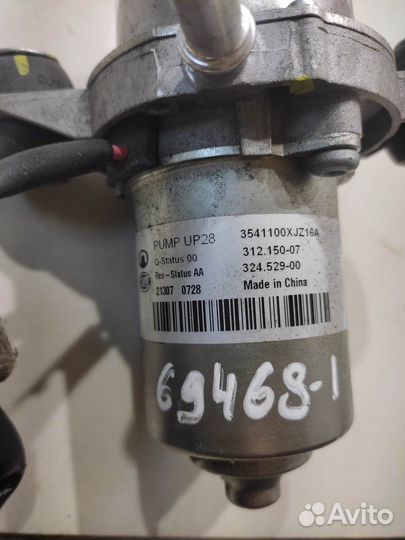 PUMP UP28
3541100XJZ16A
Q-Status 00
312.150-07
Rev-Status AA
324.529-00
21307 0728
Made in China
69468-1
Avito